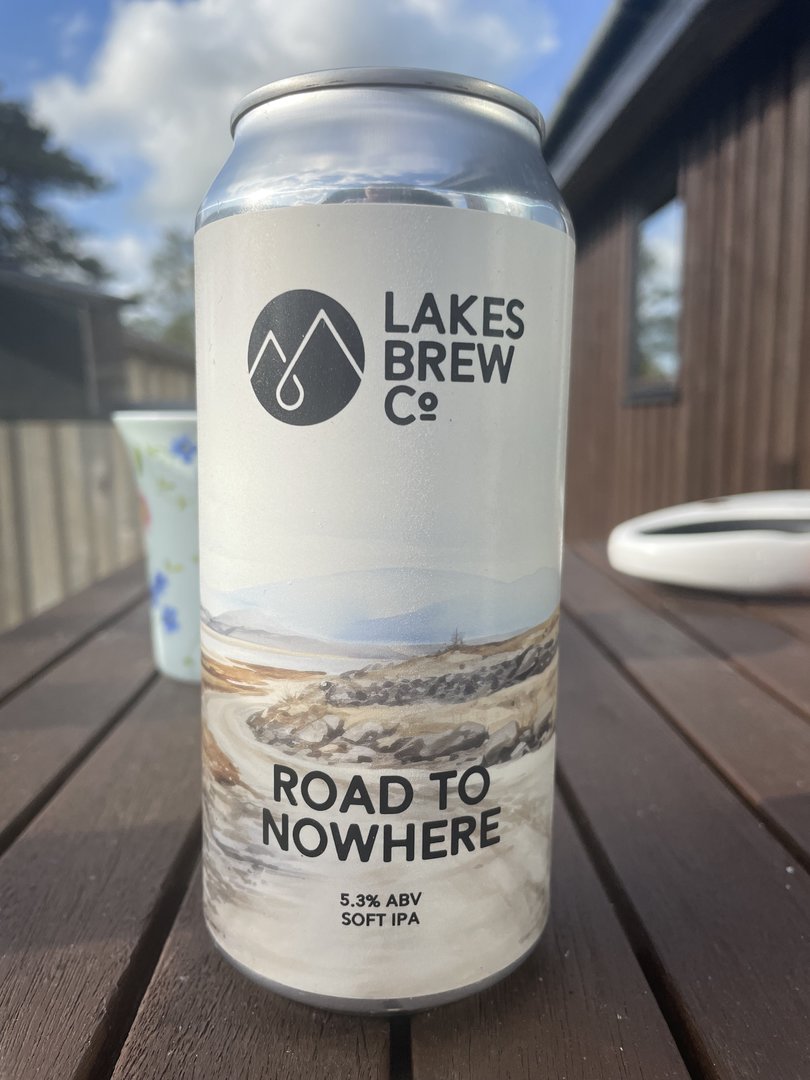 LAKES
BREW
Cº
ROAD TO
NOWHERE
5.3% ABV
SOFT IPA